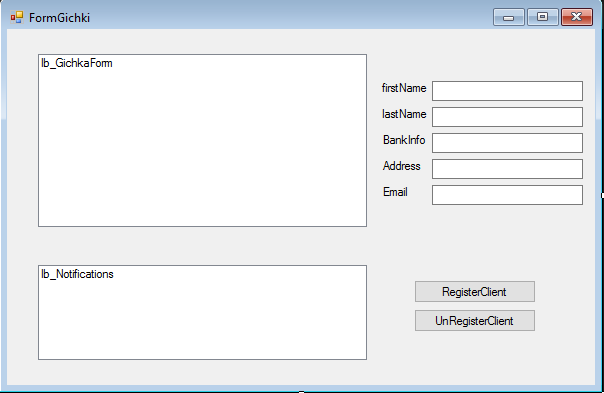 FormGichki
lb_GichkaForm
firstName
lastName
BankInfo
Address
Email
lb_Notifications
RegisterClient
UnRegisterClient